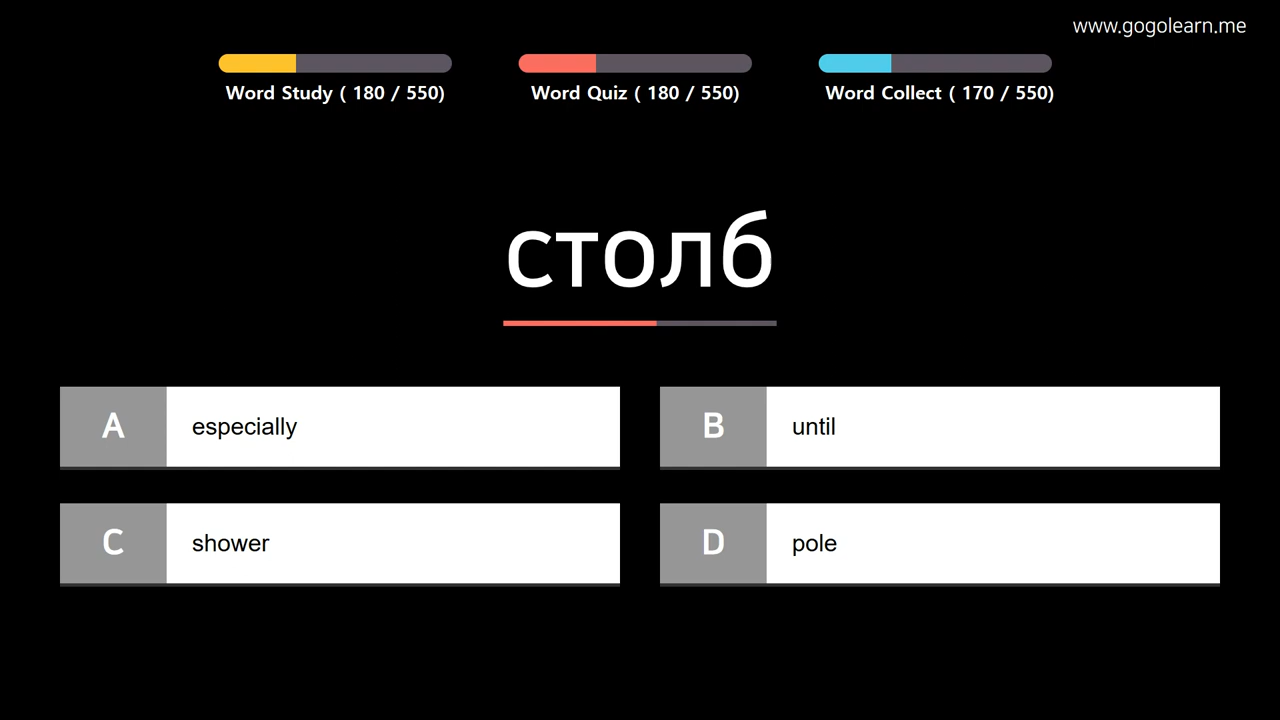 www.gogolearn.me
Word Study ( 180 / 550)
Word Quiz ( 180 / 550)
Word Collect ( 170 / 550)
столб
A especially
B until
C shower
D pole